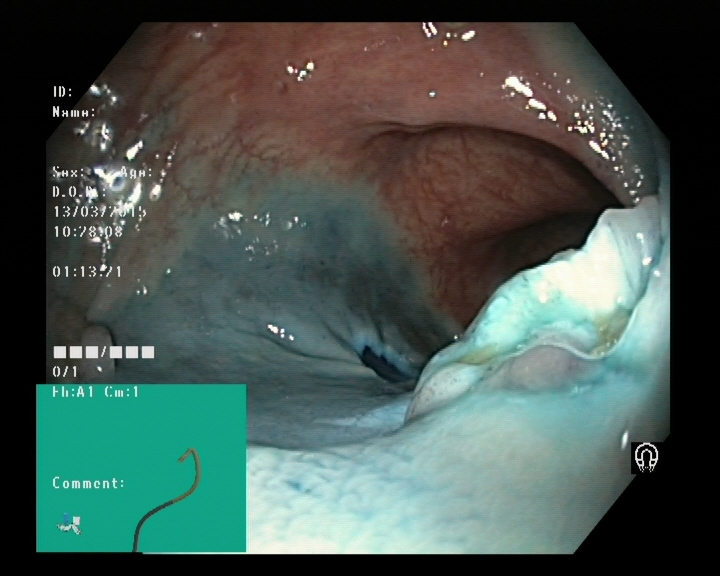 ID:
Name:
Sex: Age:
D.O.B.:
13/03/2015
10:28:08
01:13:21
■■■/■■■
0/1
Eh:A1 Cm:1
Comment: